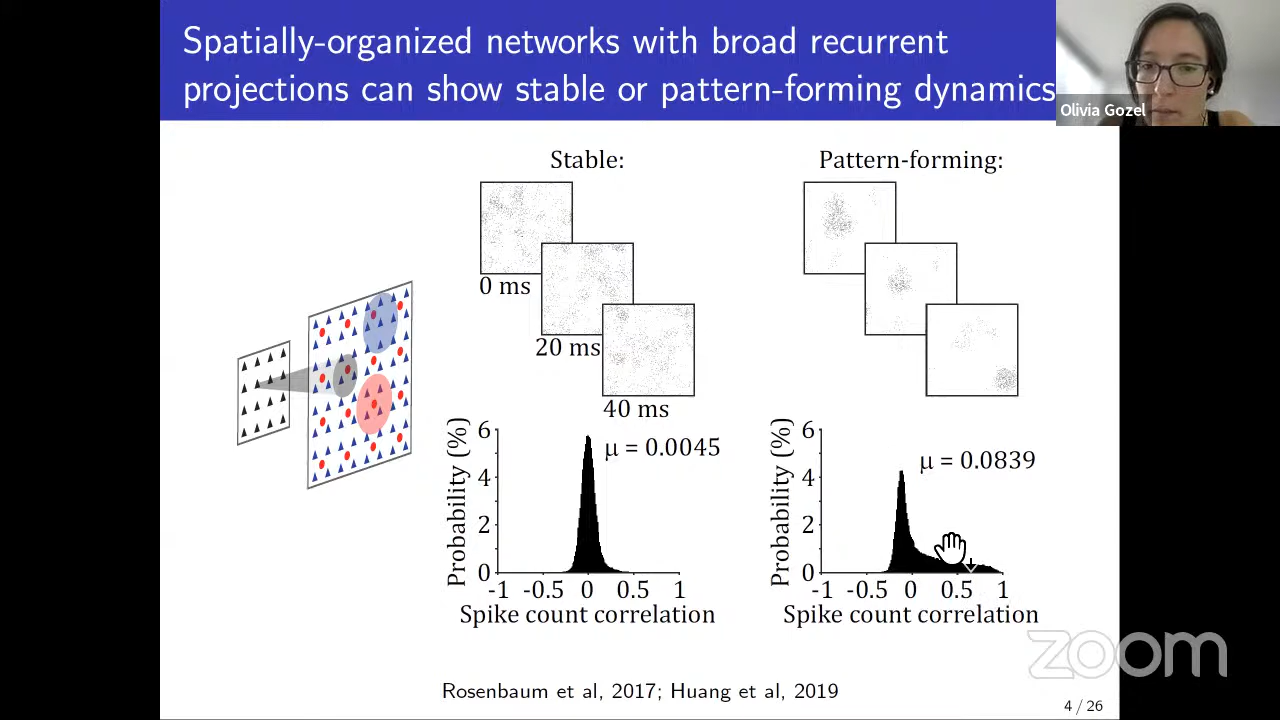 Spatially-organized networks with broad recurrent
projections can show stable or pattern-forming dynamics
Olivia Gozel
Stable:
0 ms
20 ms
40 ms
Pattern-forming:
Probability (%)
6
4
2
0
μ = 0.0045
-1 -0.5 0 0.5 1
Spike count correlation
Probability (%)
6
4
2
0
μ = 0.0839
-1 -0.5 0 0.5 1
Spike count correlation
zoom
Rosenbaum et al, 2017; Huang et al, 2019
4 / 26